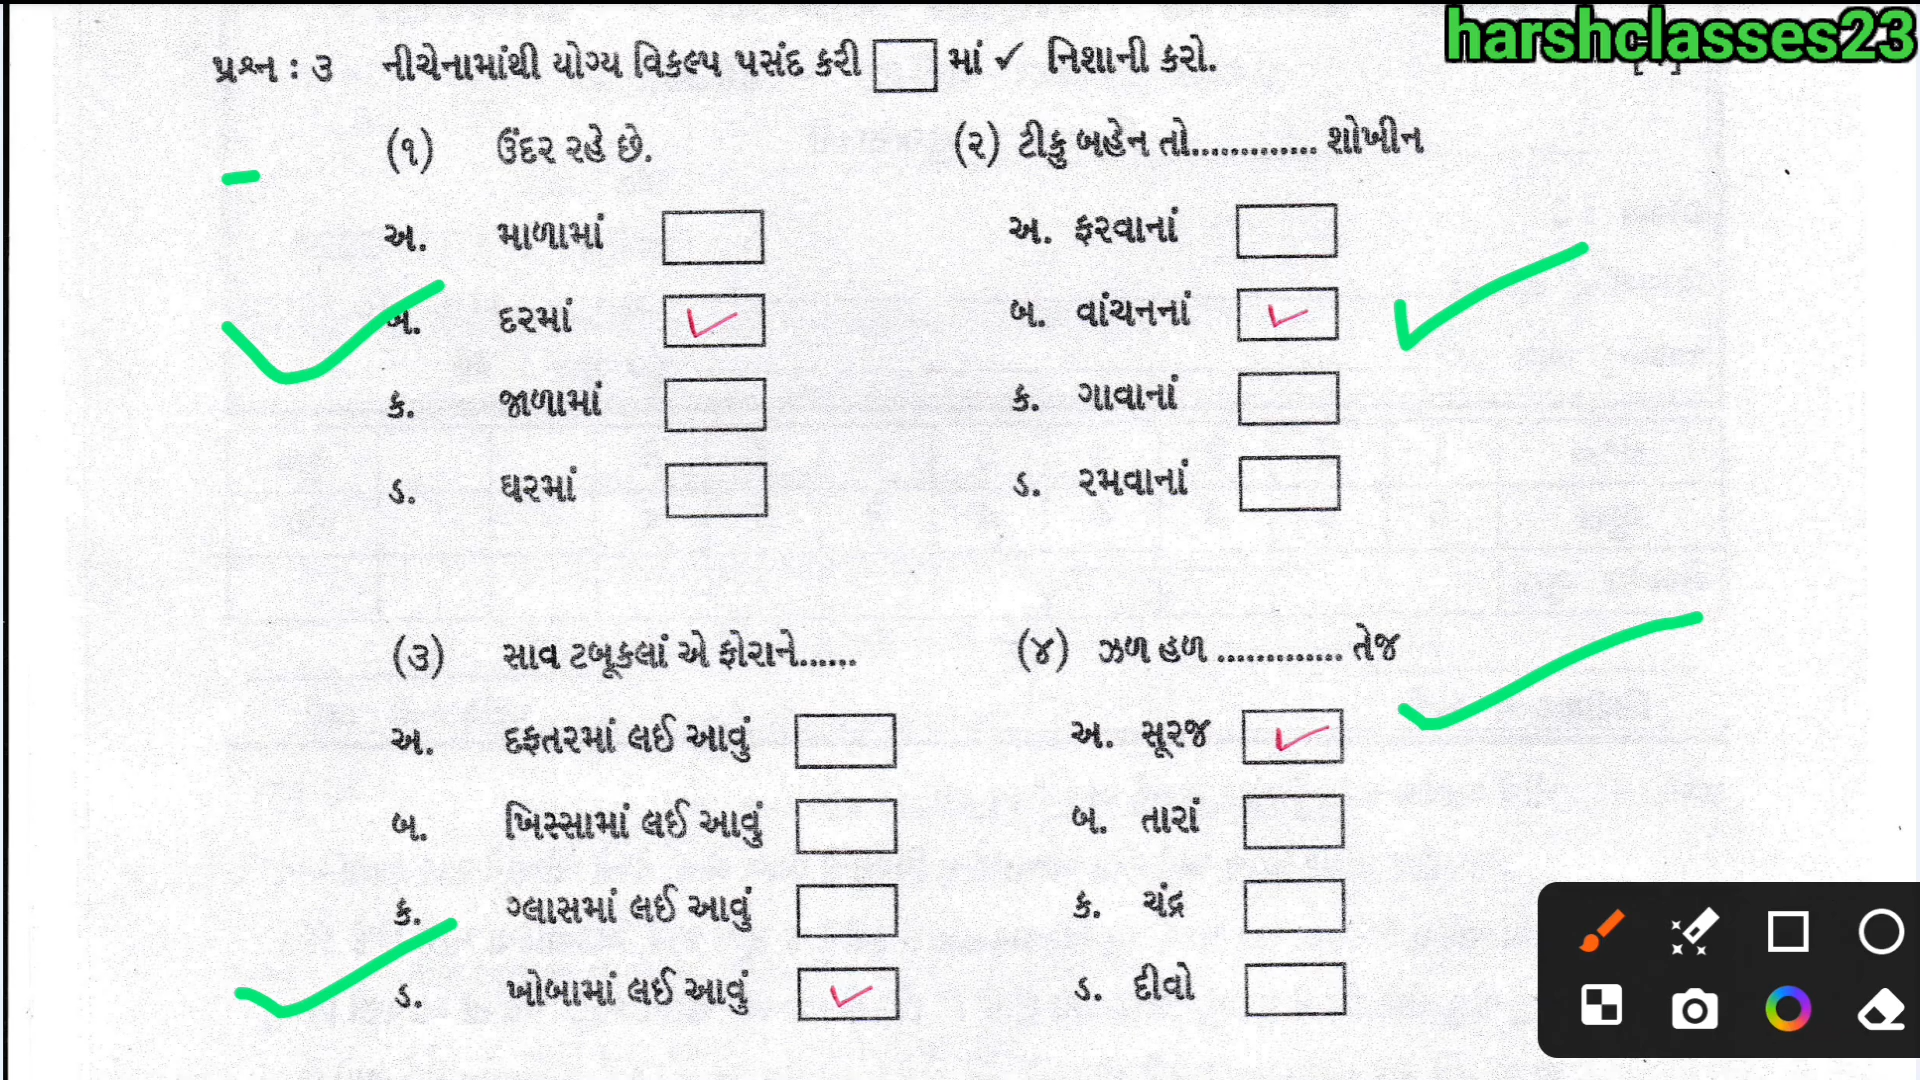 harshclasses23
પ્રશ્ન : ૩ નીચેનામાંથી યોગ્ય વિકલ્પ પસંદ કરી માં ✓ નિશાની કરો.
(૧) ઉંદર રહે છે.
અ. માળામાં
બ. દરમાં ✓
ક. જાળામાં
ડ. ઘરમાં
(૨) ટીકુ બહેન તો............. શોખીન
અ. ફરવાનાં
બ. વાંચનનાં ✓
ક. ગાવાનાં
ડ. રમવાનાં
(૩) સાવ ટબૂકલાં એ ફોરાને......
અ. દફતરમાં લઈ આવું
બ. ખિસ્સામાં લઈ આવું
ક. ગ્લાસમાં લઈ આવું
ડ. ખોબામાં લઈ આવું ✓
(૪) ઝળ હળ ............. તેજ
અ. સૂરજ ✓
બ. તારાં
ક. ચંદ્ર
ડ. દીવો